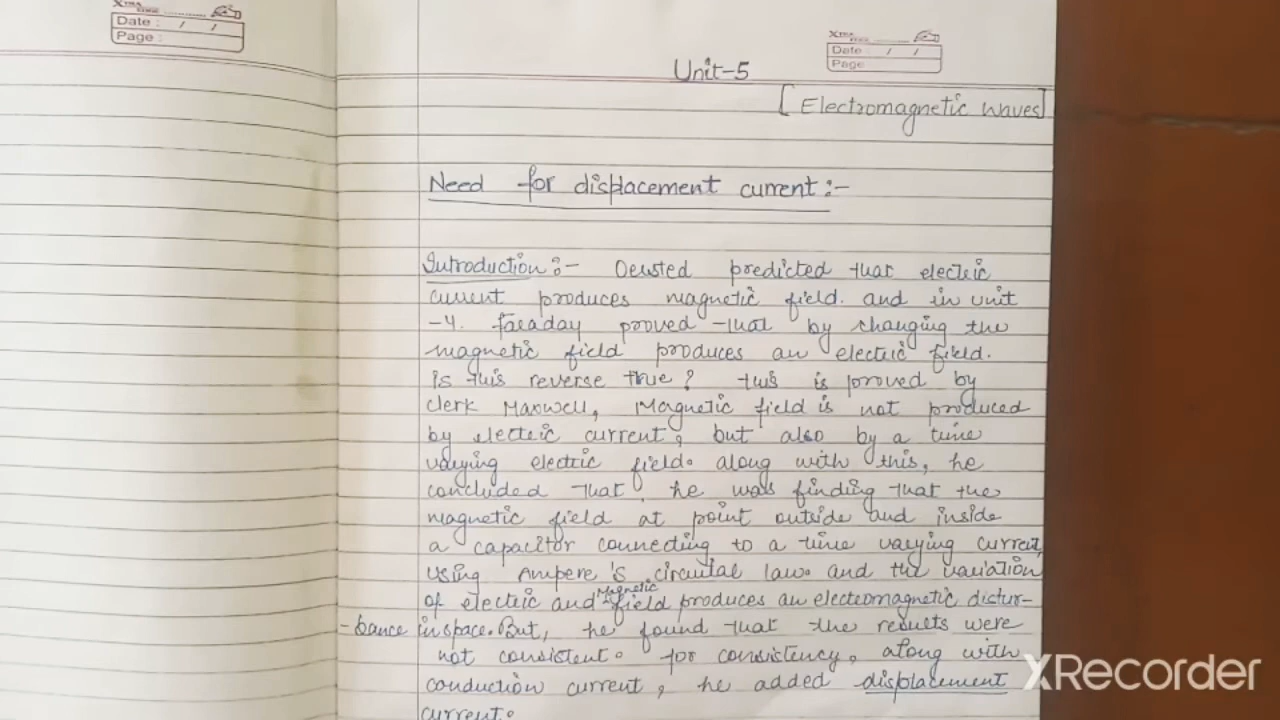 Date : / /
Page :
Date : / /
Page
Unit-5
[Electromagnetic Waves]
Need for displacement current:-
Introduction:- Oersted predicted that electric
current produces magnetic field. and in unit
-4. Faraday proved that by changing the
magnetic field produces an electric field.
is this reverse true? this is proved by
Clerk Maxwell, Magnetic field is not produced
by electric current, but also by a time
varying electric field. along with this, he
concluded that. he was finding that the
magnetic field at point outside and inside
a capacitor connecting to a time varying current,
using Ampere's circuital law. and the variation
of electric and Magnetic field produces an electromagnetic distur-
-bance in space. But, he found that the results were
not consistent. for consistency, along with
conduction current, he added displacement
current.
XRecorder